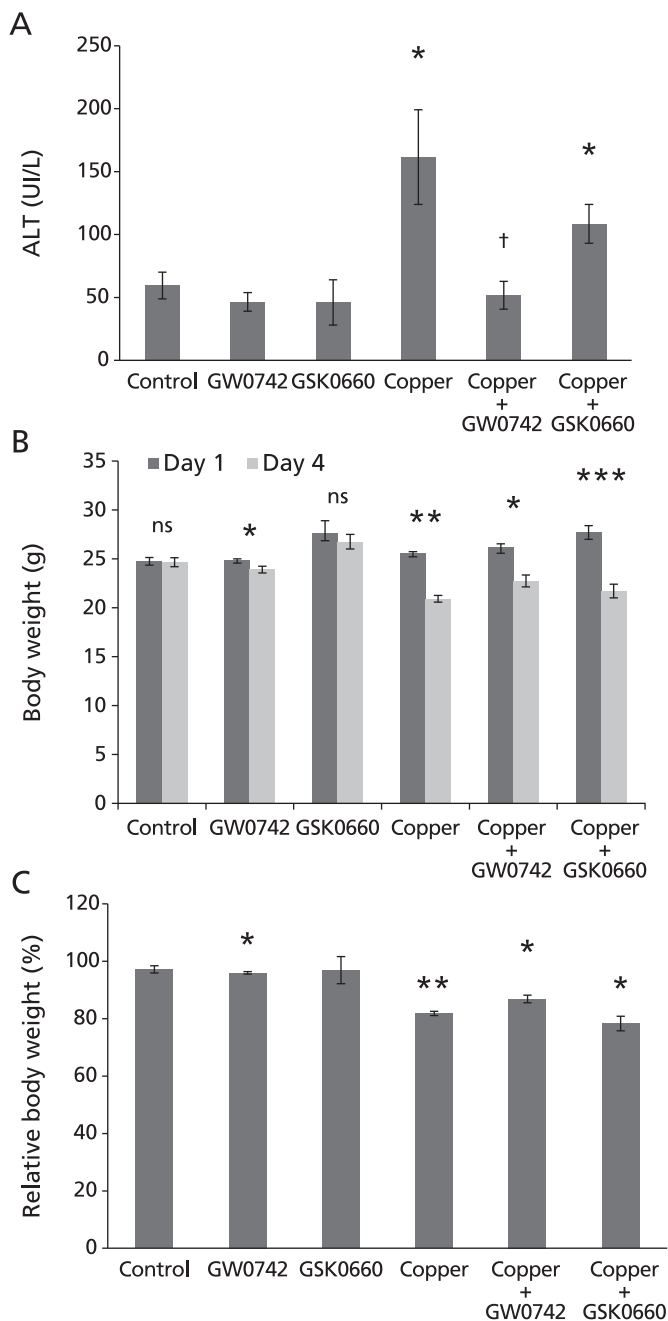 A
250
200
150
100
50
0
ALT (UI/L)
*
†
*
Control GW0742 GSK0660 Copper Copper + GW0742 Copper + GSK0660
B
35
30
25
20
15
10
5
0
Body weight (g)
Day 1 Day 4
ns * ns ** * ***
Control GW0742 GSK0660 Copper Copper + GW0742 Copper + GSK0660
C
120
100
80
60
40
20
0
Relative body weight (%)
* ** * *
Control GW0742 GSK0660 Copper Copper + GW0742 Copper + GSK0660